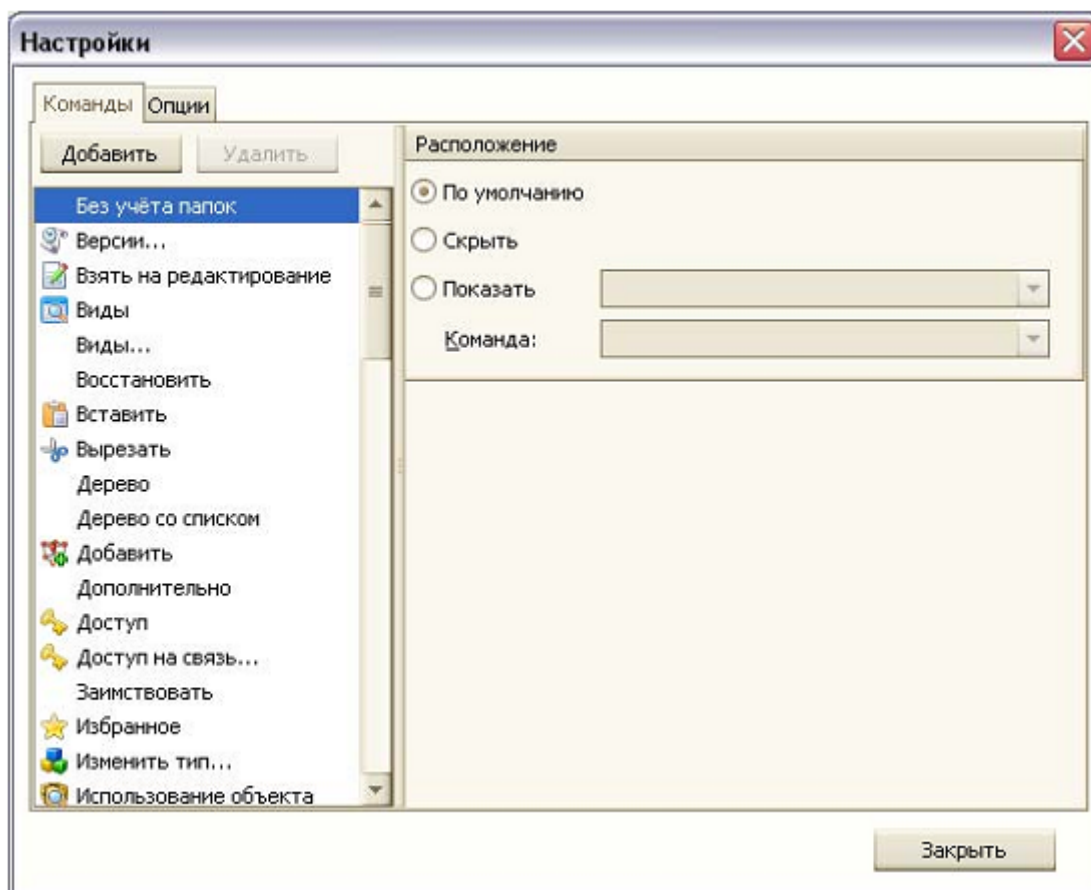 Настройки
Команды Опции
Добавить Удалить
Без учёта папок
Версии...
Взять на редактирование
Виды
Виды...
Восстановить
Вставить
Вырезать
Дерево
Дерево со списком
Добавить
Дополнительно
Доступ
Доступ на связь...
Заимствовать
Избранное
Изменить тип...
Использование объекта
Расположение
По умолчанию
Скрыть
Показать
Команда:
Закрыть